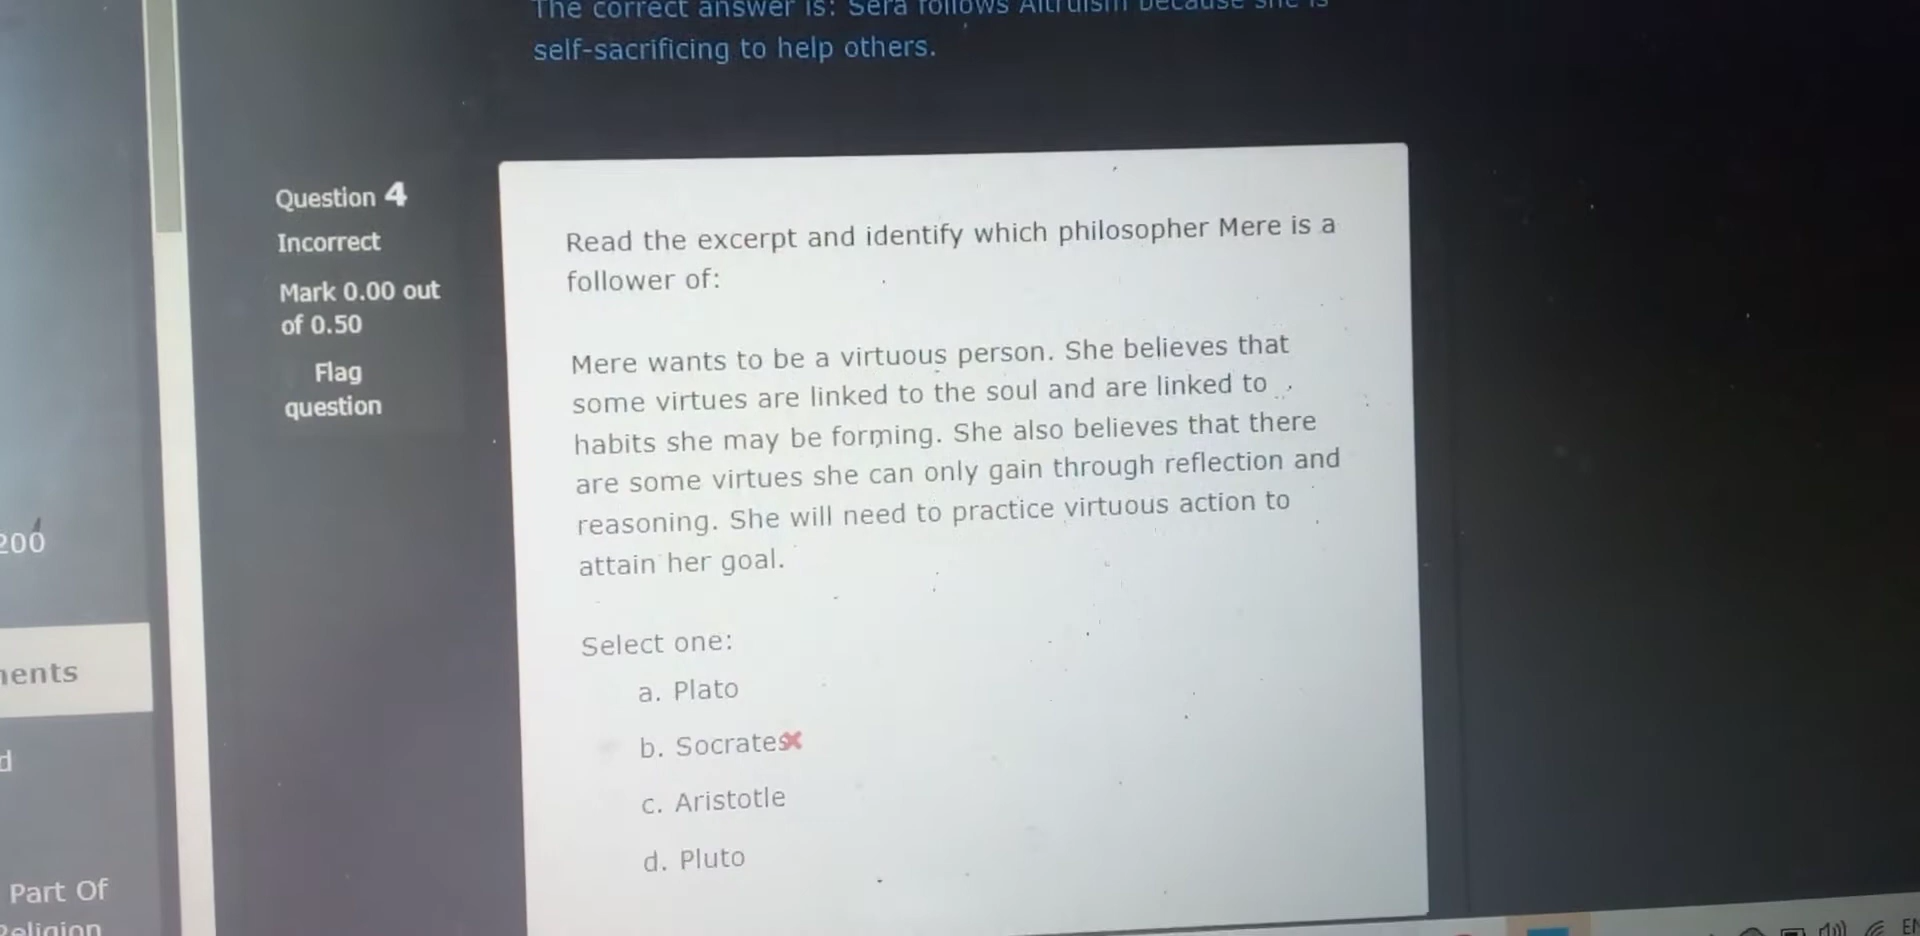 The correct answer is: Sera follows Altruism because she is
self-sacrificing to help others.
Question 4
Incorrect
Mark 0.00 out
of 0.50
Flag
question
Read the excerpt and identify which philosopher Mere is a
follower of:
Mere wants to be a virtuous person. She believes that
some virtues are linked to the soul and are linked to
habits she may be forming. She also believes that there
are some virtues she can only gain through reflection and
reasoning. She will need to practice virtuous action to
attain her goal.
Select one:
a. Plato
b. Socrates
c. Aristotle
d. Pluto
200
ments
d
Part Of
Religion
EN